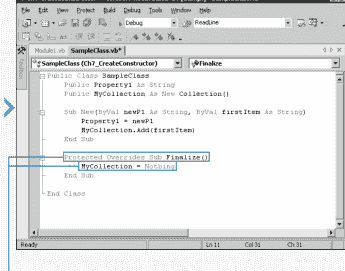 File Edit View Project Build Debug Tools Window Help
Debug ReadLine
Module1.vb SampleClass.vb*
SampleClass (Ch7_CreateConstructor) Finalize
Toolbox
Public Class SampleClass
Public Property1 As String
Public MyCollection As New Collection()
Sub New(ByVal newP1 As String, ByVal firstItem As String)
Property1 = newP1
MyCollection.Add(firstItem)
End Sub
Protected Overrides Sub Finalize()
MyCollection = Nothing
End Sub
End Class
Ready Ln 11 Col 31 Ch 31